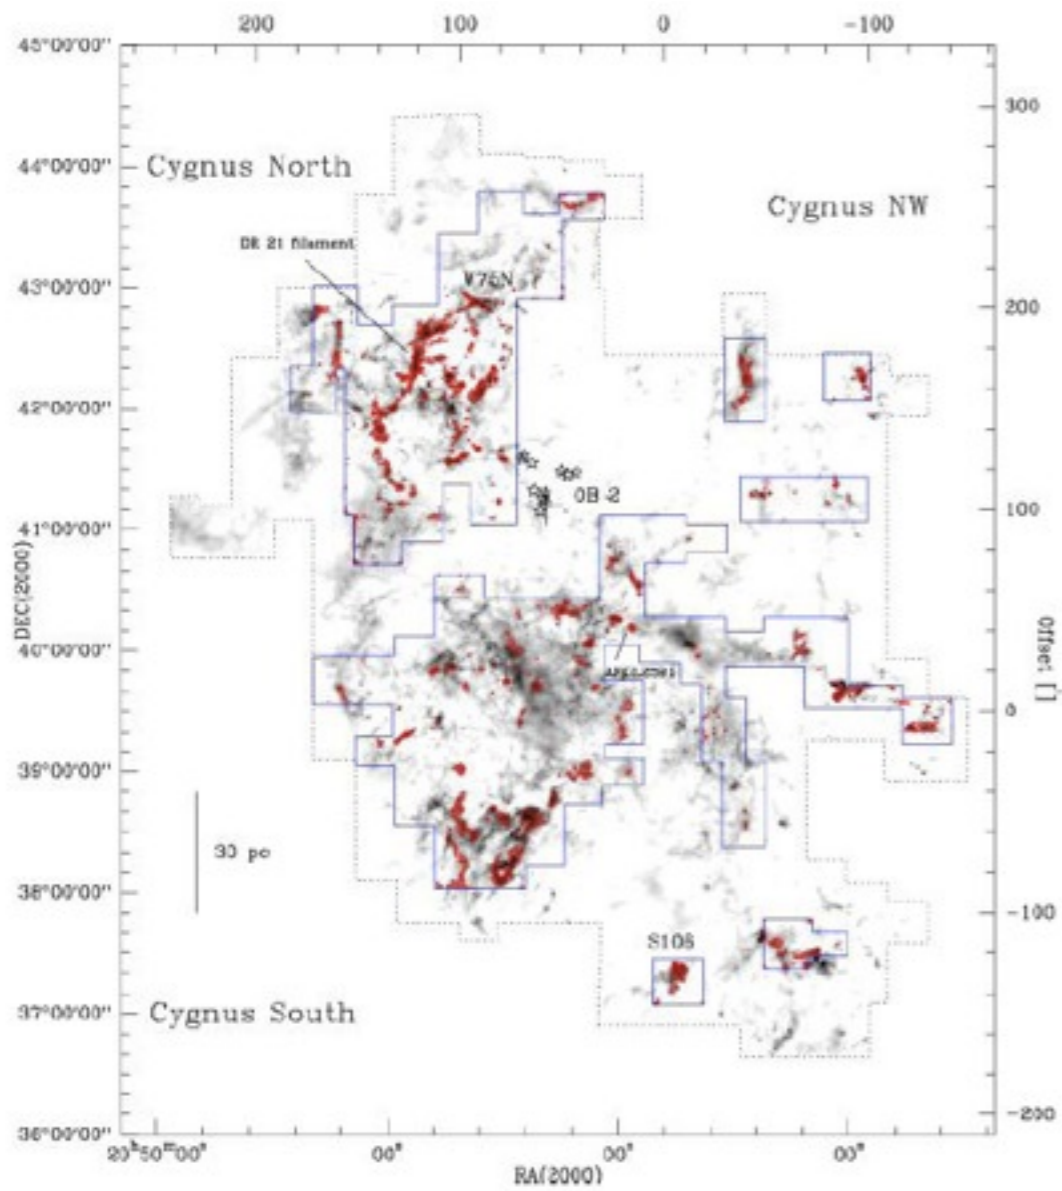 200 100 0 -100
45°00'00"
300
44°00'00"
Cygnus North
Cygnus NW
DR 21 filament
43°00'00"
W75N
200
42°00'00"
OB 2
41°00'00"
100
DEC(2000)
40°00'00"
Offset [']
0
39°00'00"
30 pc
38°00'00"
-100
S106
37°00'00"
Cygnus South
-200
36°00'00"
20ʰ50ᵐ00ˢ 00ˢ 00ˢ 00ˢ
RA(2000)